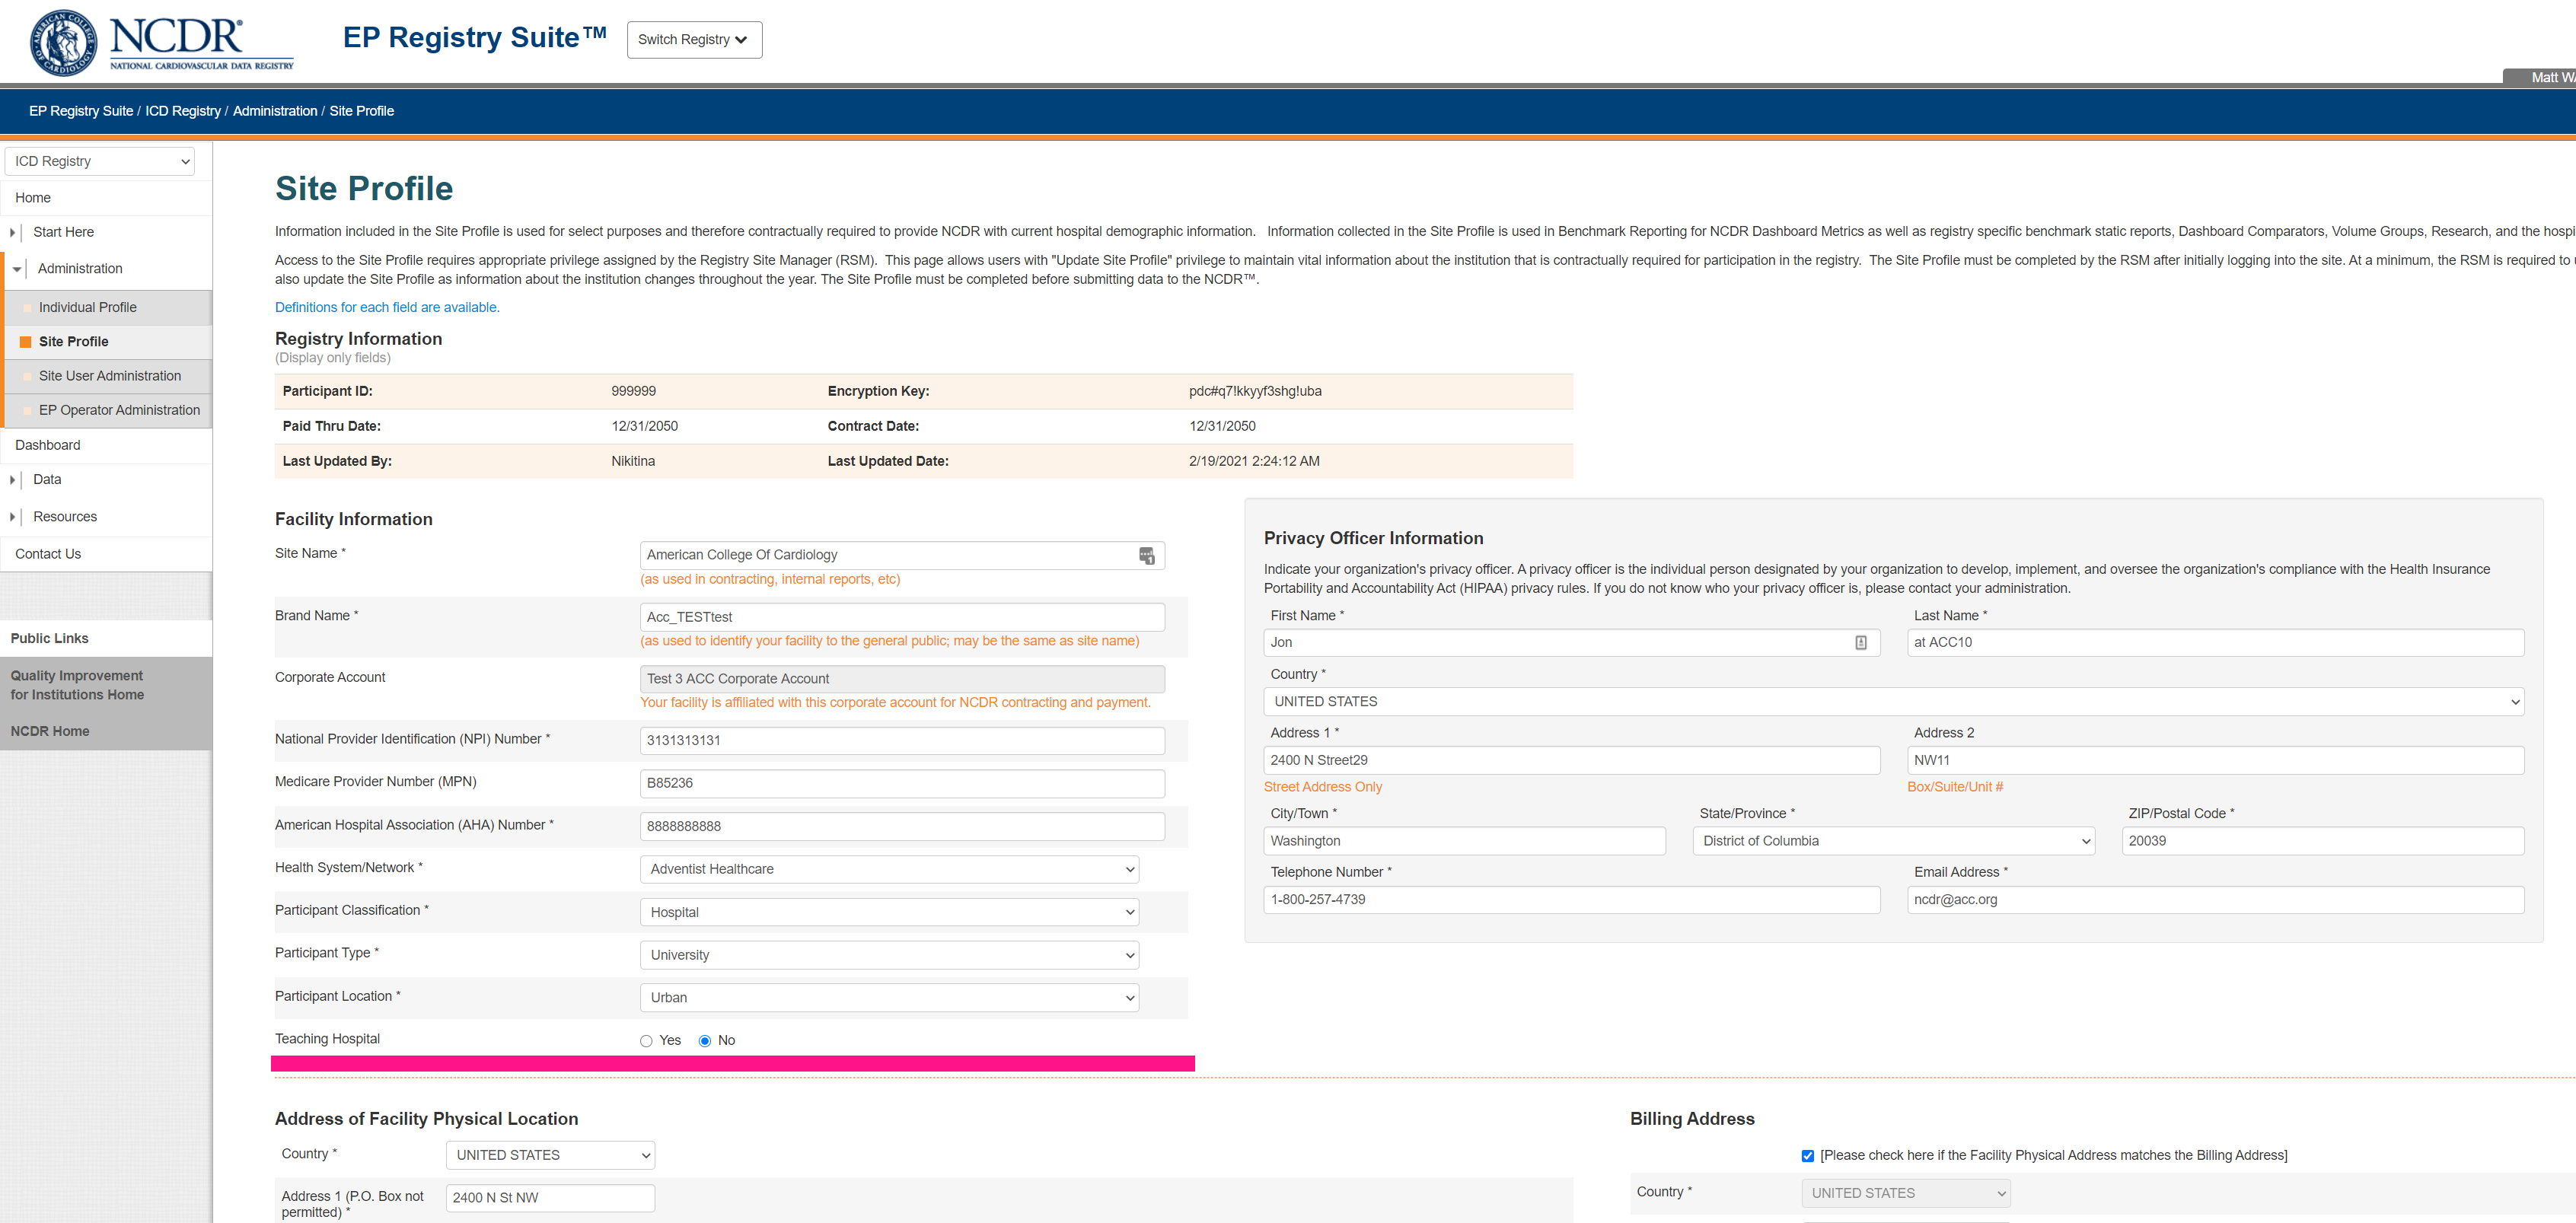 AMERICAN COLLEGE OF CARDIOLOGY
NCDR®
NATIONAL CARDIOVASCULAR DATA REGISTRY
EP Registry Suite™
Switch Registry
Matt
EP Registry Suite / ICD Registry / Administration / Site Profile
ICD Registry
Home
Start Here
Administration
Individual Profile
Site Profile
Site User Administration
EP Operator Administration
Dashboard
Data
Resources
Contact Us
Public Links
Quality Improvement
for Institutions Home
NCDR Home
Site Profile
Information included in the Site Profile is used for select purposes and therefore contractually required to provide NCDR with current hospital demographic information.   Information collected in the Site Profile is used in Benchmark Reporting for NCDR Dashboard Metrics as well as registry specific benchmark static reports, Dashboard Comparators, Volume Groups, Research, and the hospi
Access to the Site Profile requires appropriate privilege assigned by the Registry Site Manager (RSM).  This page allows users with "Update Site Profile" privilege to maintain vital information about the institution that is contractually required for participation in the registry.  The Site Profile must be completed by the RSM after initially logging into the site. At a minimum, the RSM is required to
also update the Site Profile as information about the institution changes throughout the year. The Site Profile must be completed before submitting data to the NCDR™.
Definitions for each field are available.
Registry Information
(Display only fields)
Participant ID: 999999 Encryption Key: pdc#q7!kkyyf3shg!uba
Paid Thru Date: 12/31/2050 Contract Date: 12/31/2050
Last Updated By: Nikitina Last Updated Date: 2/19/2021 2:24:12 AM
Facility Information
Site Name * American College Of Cardiology
(as used in contracting, internal reports, etc)
Brand Name * Acc_TESTtest
(as used to identify your facility to the general public; may be the same as site name)
Corporate Account Test 3 ACC Corporate Account
Your facility is affiliated with this corporate account for NCDR contracting and payment.
National Provider Identification (NPI) Number * 3131313131
Medicare Provider Number (MPN) B85236
American Hospital Association (AHA) Number * 8888888888
Health System/Network * Adventist Healthcare
Participant Classification * Hospital
Participant Type * University
Participant Location * Urban
Teaching Hospital Yes No
Privacy Officer Information
Indicate your organization's privacy officer. A privacy officer is the individual person designated by your organization to develop, implement, and oversee the organization's compliance with the Health Insurance
Portability and Accountability Act (HIPAA) privacy rules. If you do not know who your privacy officer is, please contact your administration.
First Name * Last Name *
Jon at ACC10
Country *
UNITED STATES
Address 1 * Address 2
2400 N Street29 NW11
Street Address Only Box/Suite/Unit #
City/Town * State/Province * ZIP/Postal Code *
Washington District of Columbia 20039
Telephone Number * Email Address *
1-800-257-4739 ncdr@acc.org
Address of Facility Physical Location
Country * UNITED STATES
Address 1 (P.O. Box not
permitted) * 2400 N St NW
Billing Address
[Please check here if the Facility Physical Address matches the Billing Address]
Country * UNITED STATES